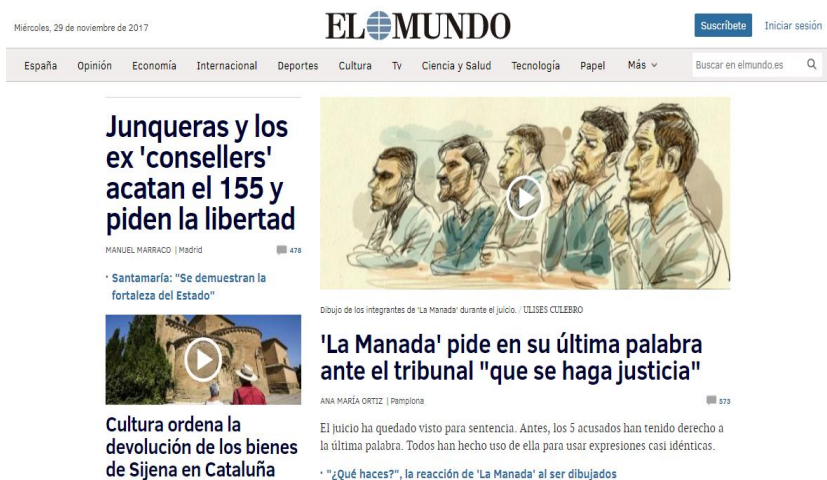 Miércoles, 29 de noviembre de 2017
EL MUNDO
Suscríbete
Iniciar sesión
España Opinión Economía Internacional Deportes Cultura Tv Ciencia y Salud Tecnología Papel Más
Buscar en elmundo.es
Junqueras y los
ex 'consellers'
acatan el 155 y
piden la libertad
MANUEL MARRACO | Madrid
478
· Santamaría: "Se demuestran la
fortaleza del Estado"
Cultura ordena la
devolución de los bienes
de Sijena en Cataluña
Dibujo de los integrantes de 'La Manada' durante el juicio. / ULISES CULEBRO
'La Manada' pide en su última palabra
ante el tribunal "que se haga justicia"
ANA MARÍA ORTIZ | Pamplona
573
El juicio ha quedado visto para sentencia. Antes, los 5 acusados han tenido derecho a
la última palabra. Todos han hecho uso de ella para usar expresiones casi idénticas.
· "¿Qué haces?", la reacción de 'La Manada' al ser dibujados